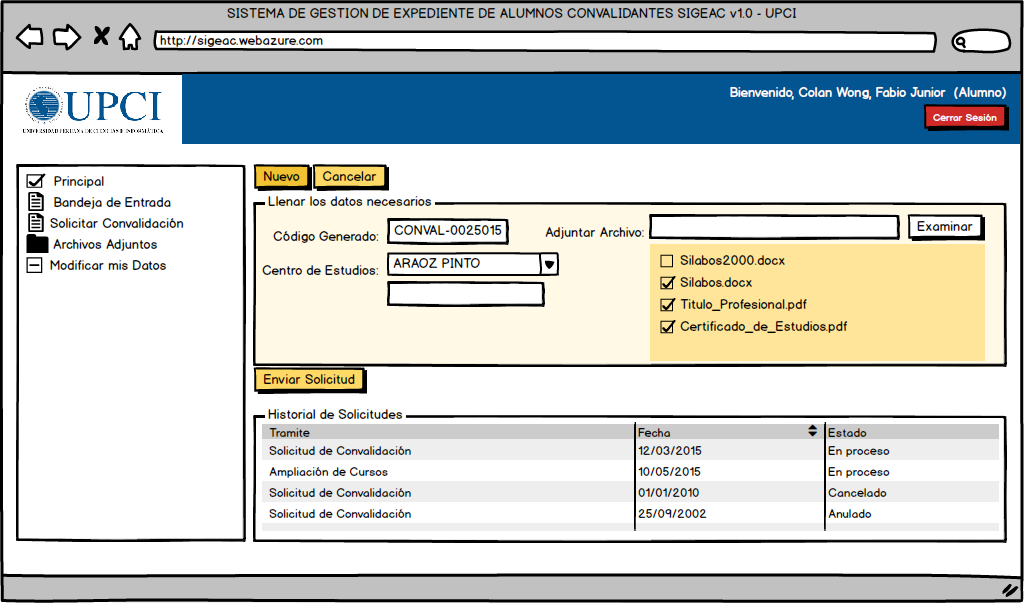 SISTEMA DE GESTION DE EXPEDIENTE DE ALUMNOS CONVALIDANTES SIGEAC v1.0 - UPCI
http://sigeac.webazure.com
UPCI
UNIVERSIDAD PERUANA DE CIENCIAS E INFORMÁTICA
Bienvenido, Colan Wong, Fabio Junior (Alumno)
Cerrar Sesión
Principal
Bandeja de Entrada
Solicitar Convalidación
Archivos Adjuntos
Modificar mis Datos
Nuevo Cancelar
Llenar los datos necesarios
Código Generado: CONVAL-0025015 Adjuntar Archivo: Examinar
Centro de Estudios: ARAOZ PINTO
Silabos2000.docx
Silabos.docx
Titulo_Profesional.pdf
Certificado_de_Estudios.pdf
Enviar Solicitud
Historial de Solicitudes
Tramite Fecha Estado
Solicitud de Convalidación 12/03/2015 En proceso
Ampliación de Cursos 10/05/2015 En proceso
Solicitud de Convalidación 01/01/2010 Cancelado
Solicitud de Convalidación 25/09/2002 Anulado